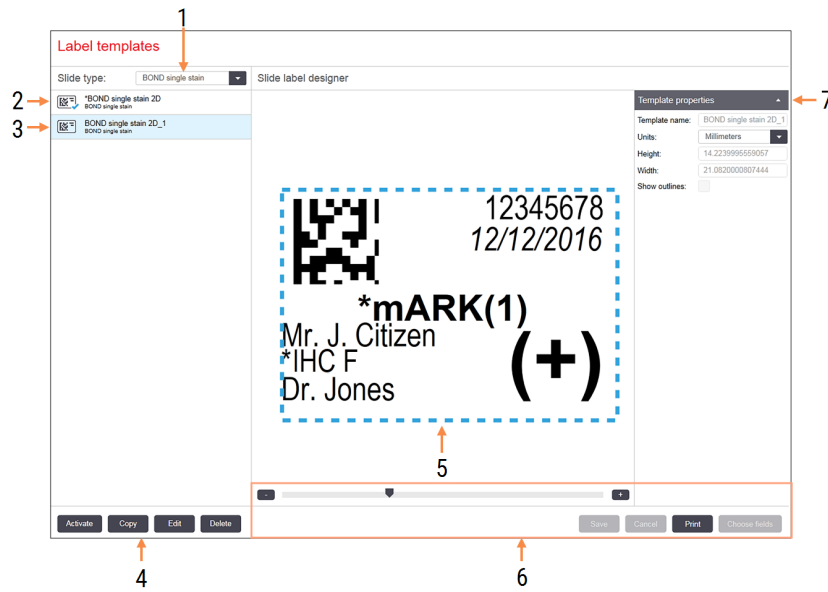 1
Label templates
Slide type: BOND single stain
Slide label designer
2
*BOND single stain 2D
BOND single stain
3
BOND single stain 2D_1
BOND single stain
Template properties
7
Template name: BOND single stain 2D_1
Units: Millimeters
Height: 14.2239995559057
Width: 21.0820000807444
Show outlines:
12345678
12/12/2016
*mARK(1)
Mr. J. Citizen
*IHC F
Dr. Jones
(+)
5
- +
Activate Copy Edit Delete
Save Cancel Print Choose fields
4
6